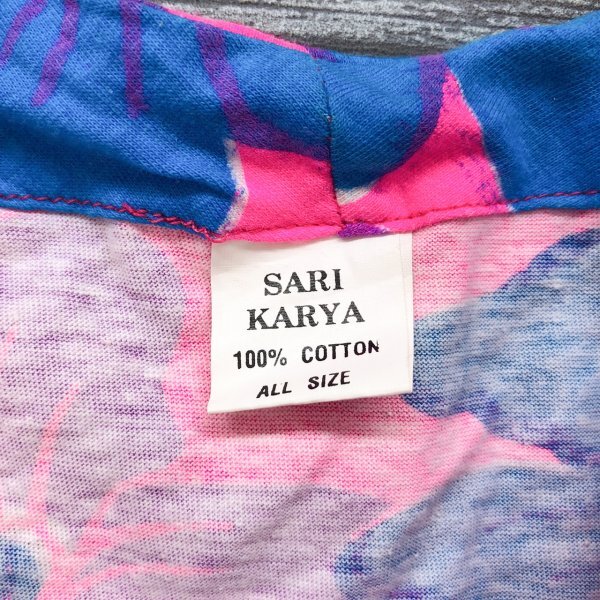 SARI
KARYA
100% COTTON
ALL SIZE